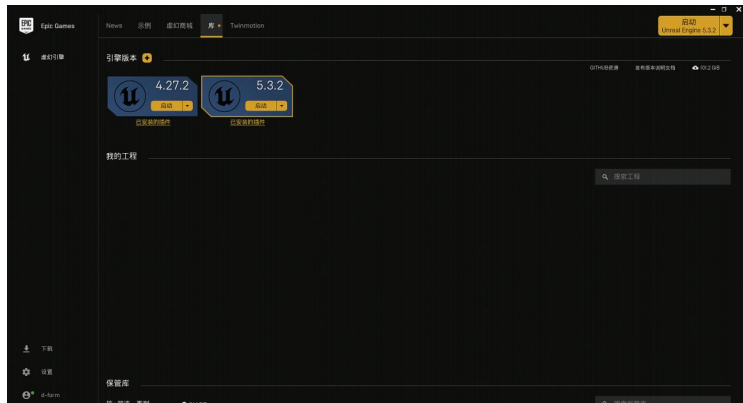 EPIC GAMES
Epic Games
News 示例 虚幻商城 库 Twinmotion
启动
Unreal Engine 5.3.2
虚幻引擎
引擎版本
GITHUB资源 发布版本说明文档 101.2 GiB
4.27.2
启动
已安装的插件
5.3.2
启动
已安装的插件
我的工程
搜索工程
下载
设置
保管库
d-form